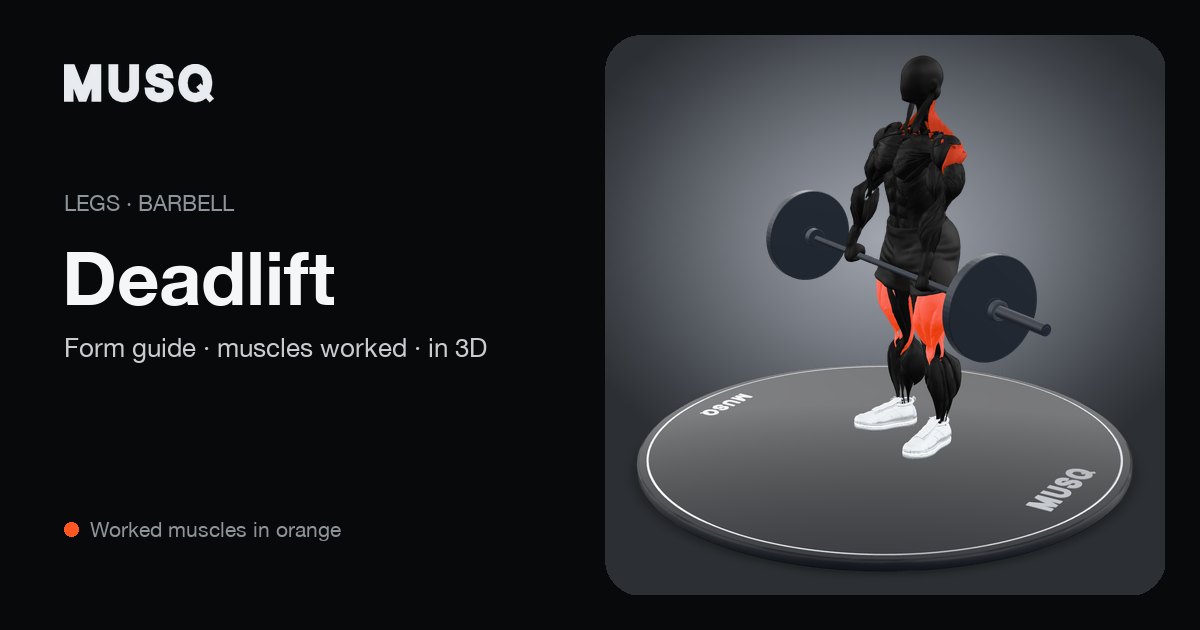 MUSQ
LEGS · BARBELL
Deadlift
Form guide · muscles worked · in 3D
Worked muscles in orange
MUSQ
MUSQ